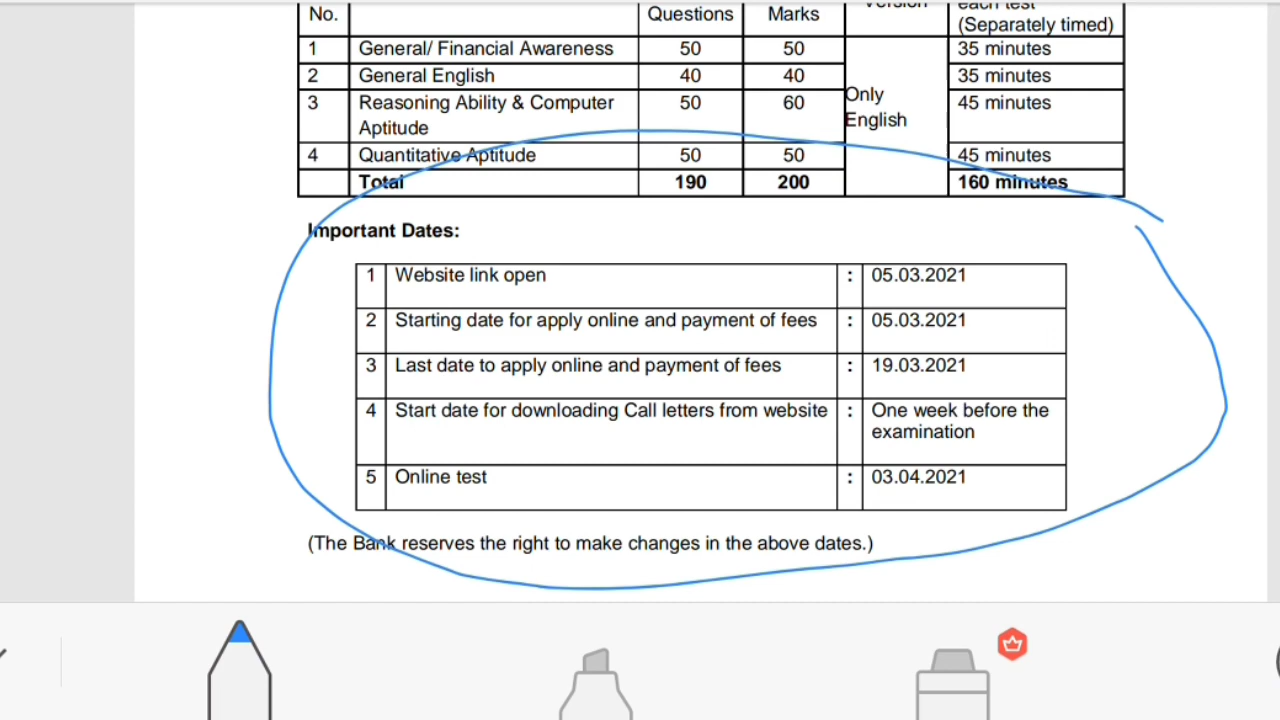 No. Questions Marks Version each test
(Separately timed)
1 General/ Financial Awareness 50 50 35 minutes
2 General English 40 40 35 minutes
Only
3 Reasoning Ability & Computer 50 60 45 minutes
English
Aptitude
4 Quantitative Aptitude 50 50 45 minutes
Total 190 200 160 minutes
Important Dates:
1 Website link open : 05.03.2021
2 Starting date for apply online and payment of fees : 05.03.2021
3 Last date to apply online and payment of fees : 19.03.2021
4 Start date for downloading Call letters from website : One week before the
examination
5 Online test : 03.04.2021
(The Bank reserves the right to make changes in the above dates.)